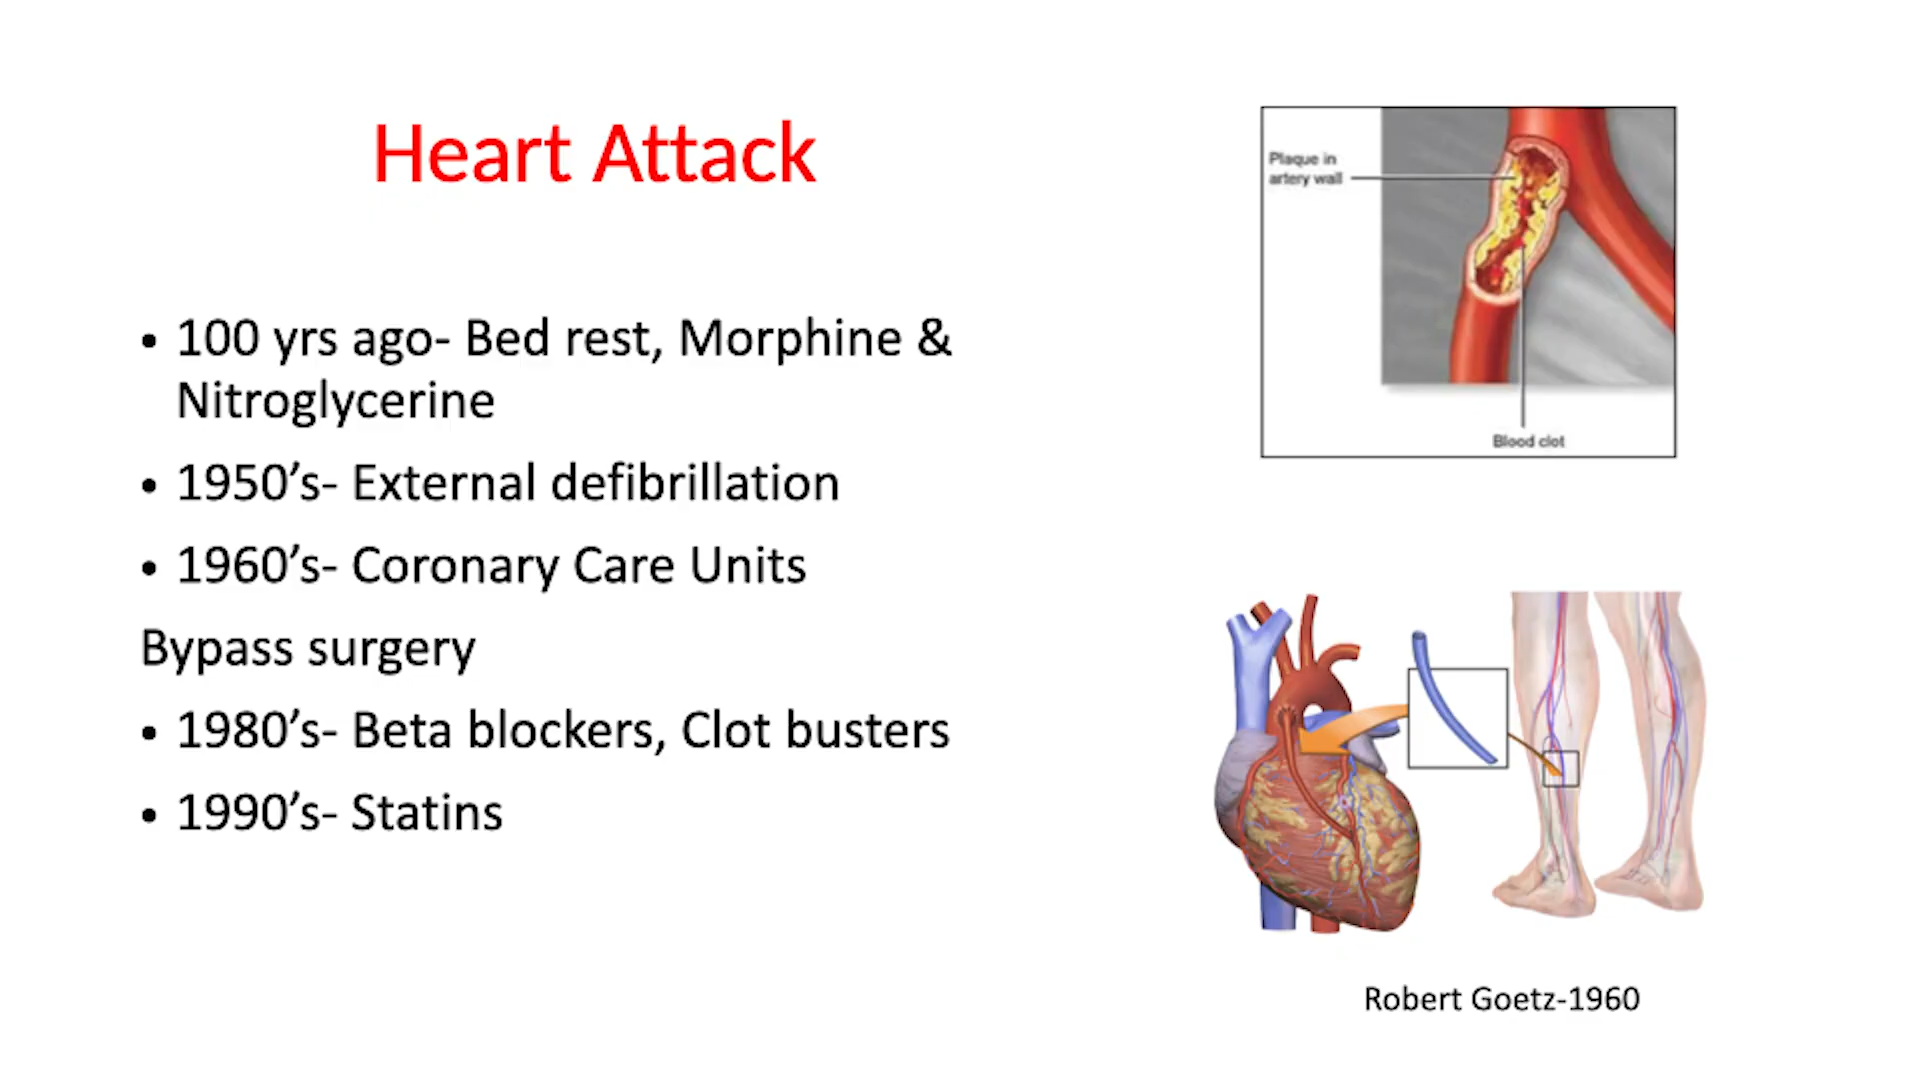 Heart Attack
• 100 yrs ago- Bed rest, Morphine &
Nitroglycerine
• 1950’s- External defibrillation
• 1960’s- Coronary Care Units
Bypass surgery
• 1980’s- Beta blockers, Clot busters
• 1990’s- Statins
Plaque in
artery wall
Blood clot
Robert Goetz-1960